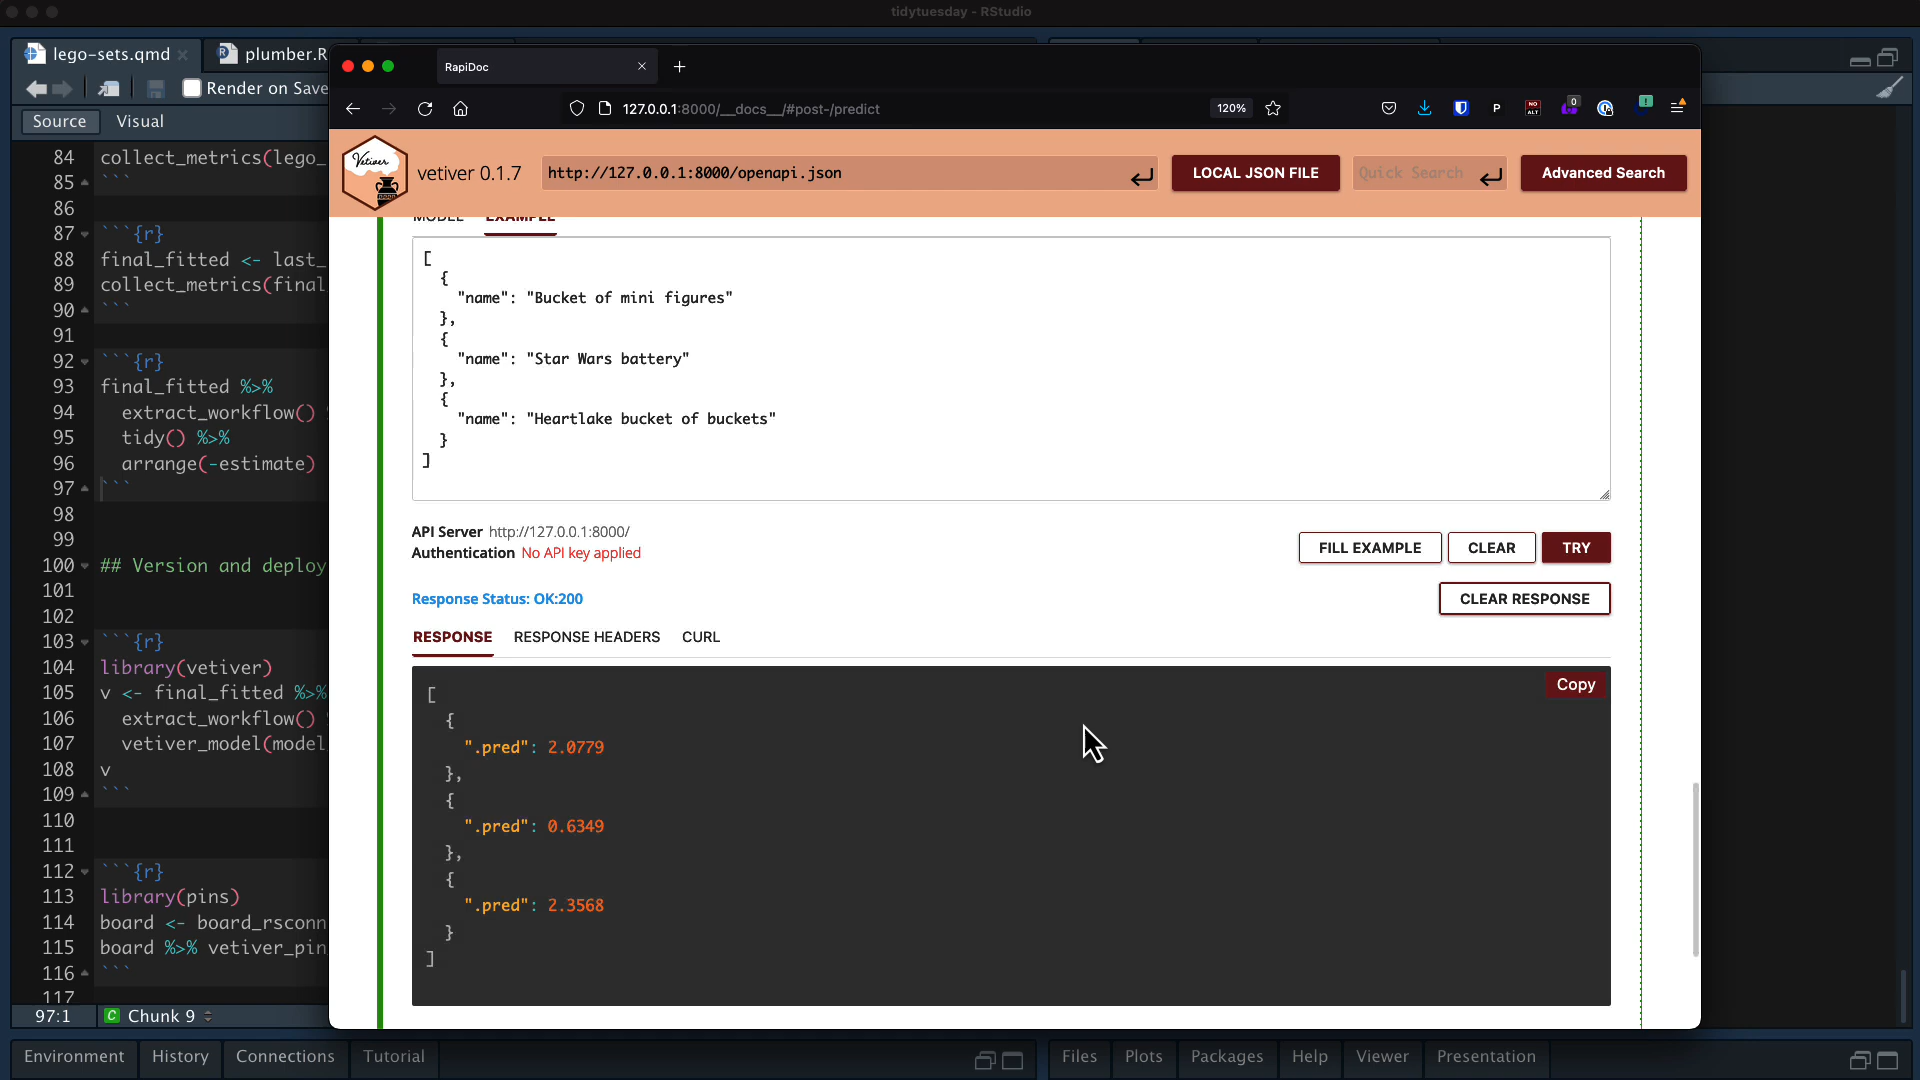 tidytuesday - RStudio
lego-sets.qmd
plumber.R
Render on Save
Source Visual
84 collect_metrics(lego_
85 ```
86
87 ```{r}
88 final_fitted <- last_
89 collect_metrics(final
90 ```
91
92 ```{r}
93 final_fitted %>%
94 extract_workflow()
95 tidy() %>%
96 arrange(-estimate)
97 ```
98
99
100 ## Version and deploy
101
102
103 ```{r}
104 library(vetiver)
105 v <- final_fitted %>%
106 extract_workflow()
107 vetiver_model(model
108 v
109 ```
110
111
112 ```{r}
113 library(pins)
114 board <- board_rsconn
115 board %>% vetiver_pin
116 ```
117
97:1 C Chunk 9
Environment History Connections Tutorial
Files Plots Packages Help Viewer Presentation
RapiDoc
127.0.0.1:8000/__docs__/#post-/predict
120%
P
NO ALT
0
!
Vetiver
vetiver 0.1.7
http://127.0.0.1:8000/openapi.json
LOCAL JSON FILE
Quick Search
Advanced Search
MODEL EXAMPLE
[
{
"name": "Bucket of mini figures"
},
{
"name": "Star Wars battery"
},
{
"name": "Heartlake bucket of buckets"
}
]
API Server http://127.0.0.1:8000/
Authentication No API key applied
FILL EXAMPLE CLEAR TRY
Response Status: OK:200
CLEAR RESPONSE
RESPONSE RESPONSE HEADERS CURL
Copy
[
{
".pred": 2.0779
},
{
".pred": 0.6349
},
{
".pred": 2.3568
}
]